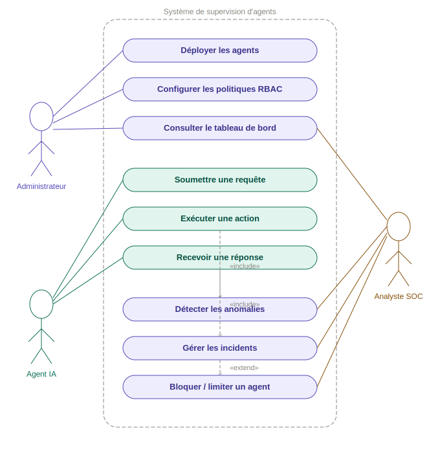 Système de supervision d'agents
Déployer les agents
Configurer les politiques RBAC
Consulter le tableau de bord
Administrateur
Soumettre une requête
Exécuter une action
Recevoir une réponse
«include»
Analyste SOC
«include»
Détecter les anomalies
Gérer les incidents
«extend»
Agent IA
Bloquer / limiter un agent